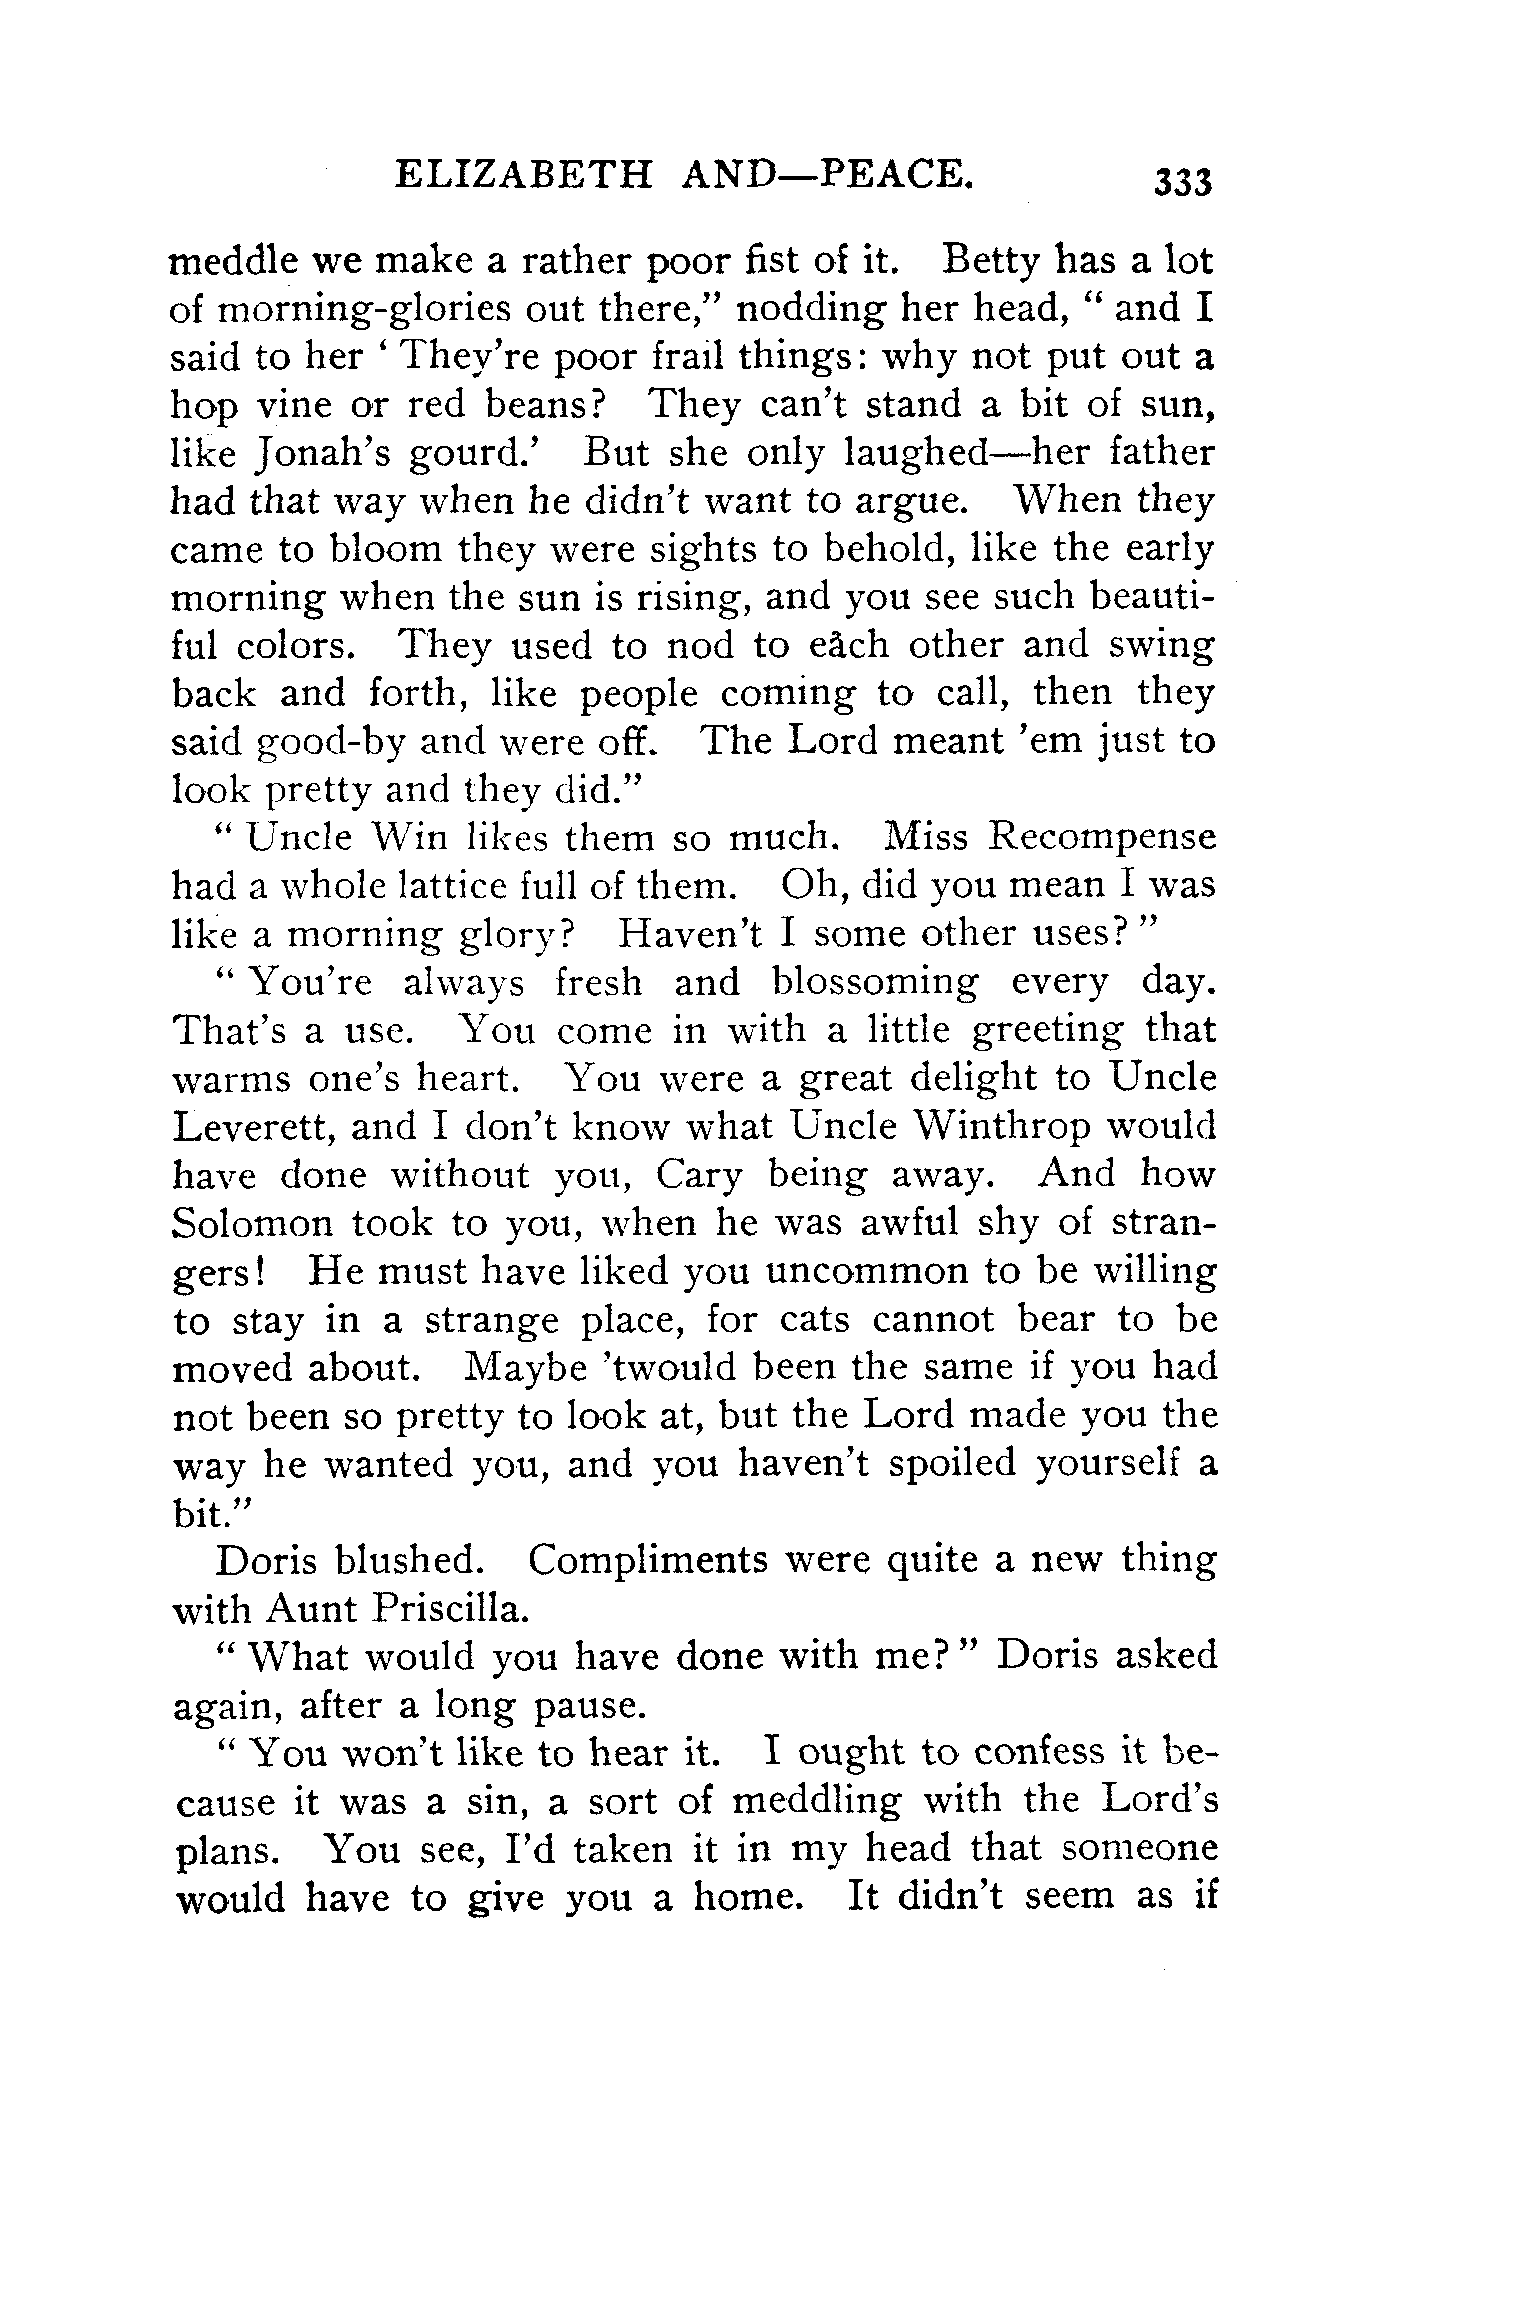 ELIZABETH AND—PEACE. 333
meddle we make a rather poor fist of it. Betty has a lot
of morning-glories out there,” nodding her head, “ and I
said to her ‘ They’re poor frail things: why not put out a
hop vine or red beans? They can’t stand a bit of sun,
like Jonah’s gourd.’ But she only laughed—her father
had that way when he didn’t want to argue. When they
came to bloom they were sights to behold, like the early
morning when the sun is rising, and you see such beauti-
ful colors. They used to nod to each other and swing
back and forth, like people coming to call, then they
said good-by and were off. The Lord meant ’em just to
look pretty and they did.”
“ Uncle Win likes them so much. Miss Recompense
had a whole lattice full of them. Oh, did you mean I was
like a morning glory? Haven’t I some other uses? ”
“ You’re always fresh and blossoming every day.
That’s a use. You come in with a little greeting that
warms one’s heart. You were a great delight to Uncle
Leverett, and I don’t know what Uncle Winthrop would
have done without you, Cary being away. And how
Solomon took to you, when he was awful shy of stran-
gers! He must have liked you uncommon to be willing
to stay in a strange place, for cats cannot bear to be
moved about. Maybe ’twould been the same if you had
not been so pretty to look at, but the Lord made you the
way he wanted you, and you haven’t spoiled yourself a
bit.”
Doris blushed. Compliments were quite a new thing
with Aunt Priscilla.
“ What would you have done with me? ” Doris asked
again, after a long pause.
“ You won’t like to hear it. I ought to confess it be-
cause it was a sin, a sort of meddling with the Lord’s
plans. You see, I’d taken it in my head that someone
would have to give you a home. It didn’t seem as if